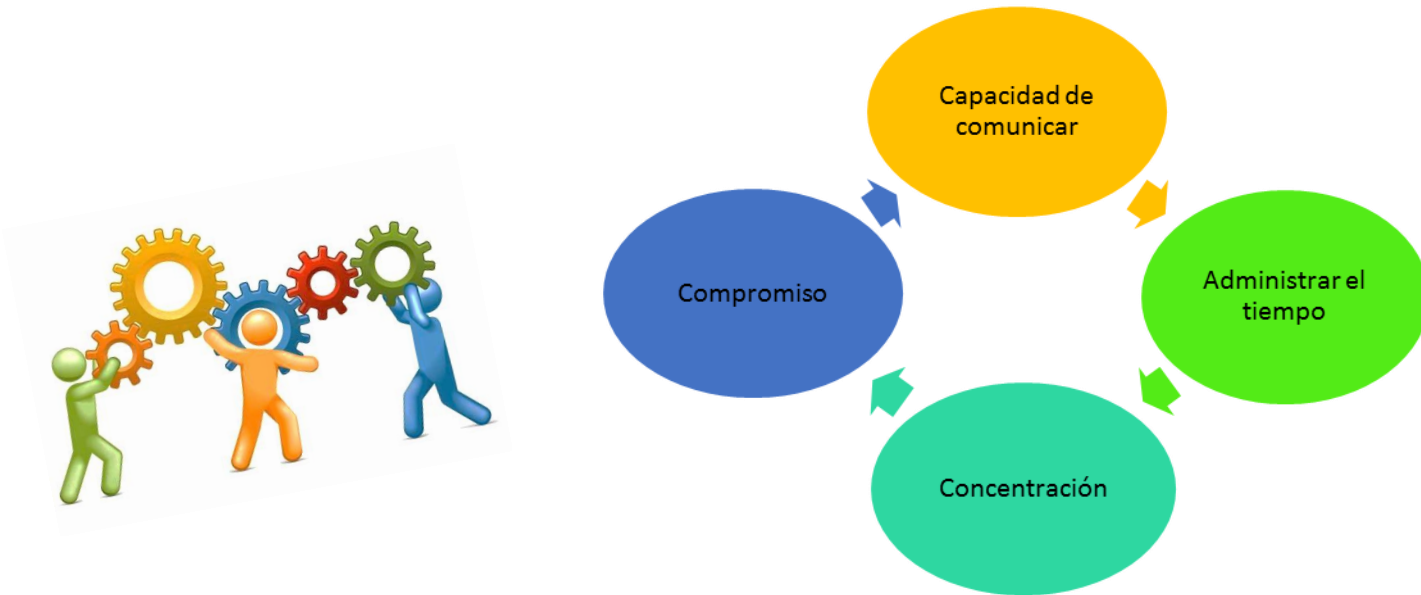 Capacidad de
comunicar
Compromiso
Administrar el
tiempo
Concentración